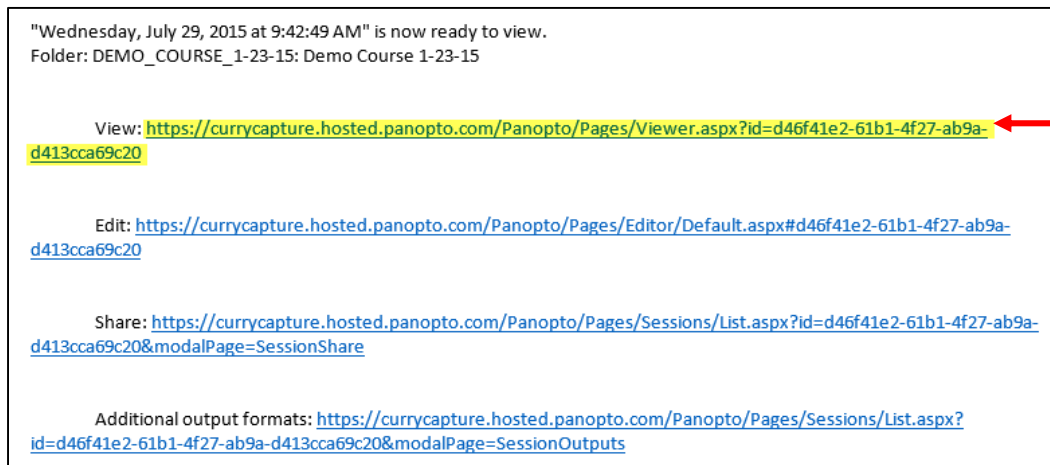 "Wednesday, July 29, 2015 at 9:42:49 AM" is now ready to view.
Folder: DEMO_COURSE_1-23-15: Demo Course 1-23-15
View: https://currycapture.hosted.panopto.com/Panopto/Pages/Viewer.aspx?id=d46f41e2-61b1-4f27-ab9a-
d413cca69c20
Edit: https://currycapture.hosted.panopto.com/Panopto/Pages/Editor/Default.aspx#d46f41e2-61b1-4f27-ab9a-
d413cca69c20
Share: https://currycapture.hosted.panopto.com/Panopto/Pages/Sessions/List.aspx?id=d46f41e2-61b1-4f27-ab9a-
d413cca69c20&modalPage=SessionShare
Additional output formats: https://currycapture.hosted.panopto.com/Panopto/Pages/Sessions/List.aspx?
id=d46f41e2-61b1-4f27-ab9a-d413cca69c20&modalPage=SessionOutputs